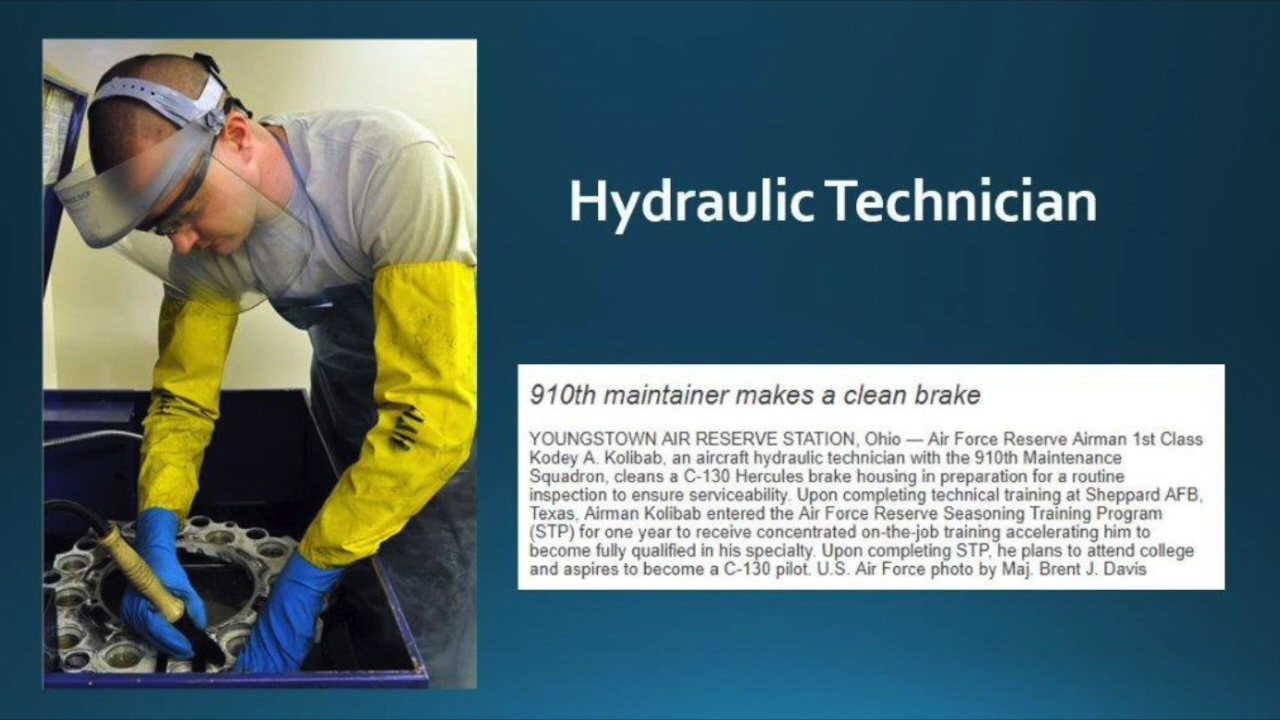 Hydraulic Technician
910th maintainer makes a clean brake
YOUNGSTOWN AIR RESERVE STATION, Ohio — Air Force Reserve Airman 1st Class
Kodey A. Kolibab, an aircraft hydraulic technician with the 910th Maintenance
Squadron, cleans a C-130 Hercules brake housing in preparation for a routine
inspection to ensure serviceability. Upon completing technical training at Sheppard AFB,
Texas, Airman Kolibab entered the Air Force Reserve Seasoning Training Program
(STP) for one year to receive concentrated on-the-job training accelerating him to
become fully qualified in his specialty. Upon completing STP, he plans to attend college
and aspires to become a C-130 pilot. U.S. Air Force photo by Maj. Brent J. Davis